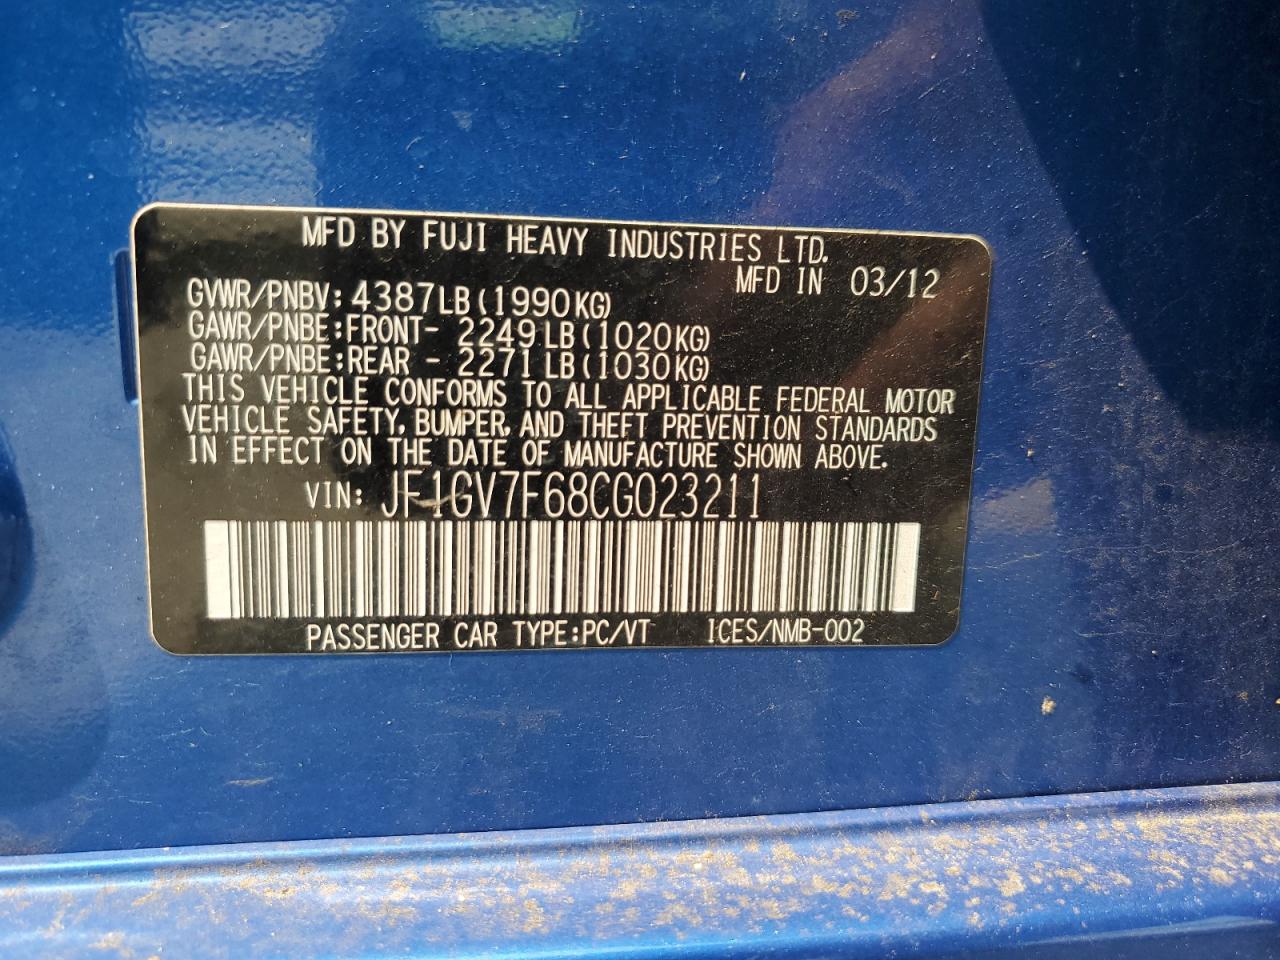 MFD BY FUJI HEAVY INDUSTRIES LTD.
MFD IN 03/12
GVWR/PNBV: 4387LB(1990KG)
GAWR/PNBE:FRONT- 2249LB(1020KG)
GAWR/PNBE:REAR - 2271LB(1030KG)
THIS VEHICLE CONFORMS TO ALL APPLICABLE FEDERAL MOTOR
VEHICLE SAFETY, BUMPER, AND THEFT PREVENTION STANDARDS
IN EFFECT ON THE DATE OF MANUFACTURE SHOWN ABOVE.
VIN: JF1GV7F68CG023211
PASSENGER CAR TYPE:PC/VT ICES/NMB-002